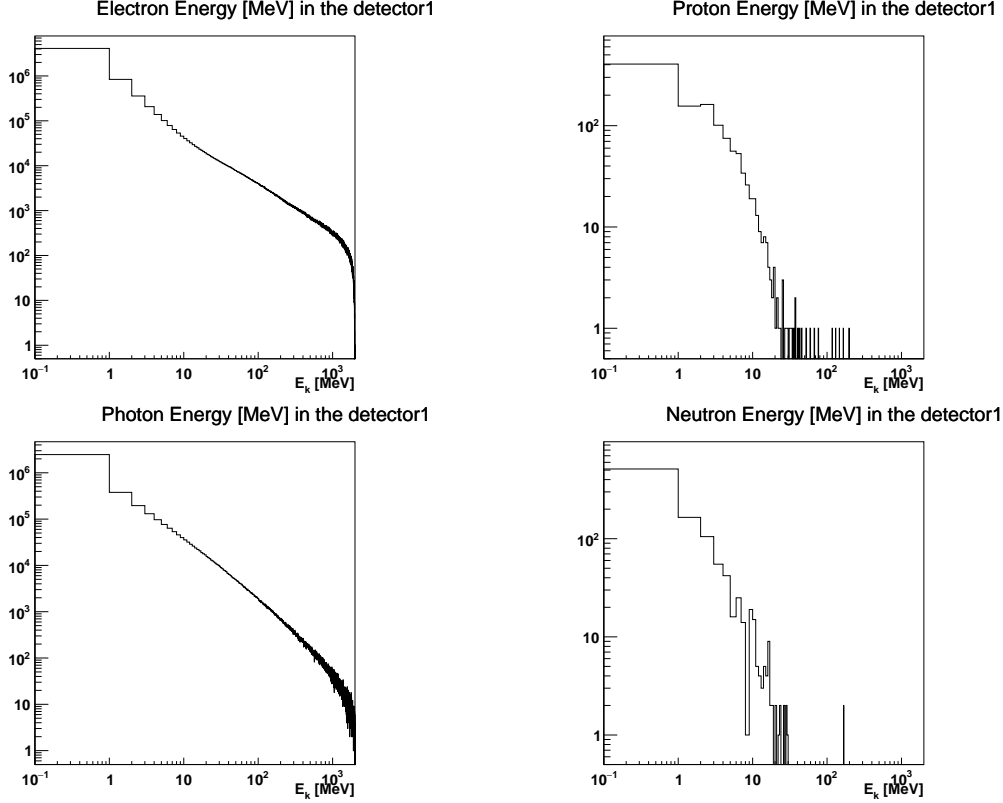 Electron Energy [MeV] in the detector1
10⁶
10⁵
10⁴
10³
10²
10
1
10⁻¹ 1 10 10² 10³
Eₖ [MeV]
Proton Energy [MeV] in the detector1
10²
10
1
10⁻¹ 1 10 10² 10³
Eₖ [MeV]
Photon Energy [MeV] in the detector1
10⁶
10⁵
10⁴
10³
10²
10
1
10⁻¹ 1 10 10² 10³
Eₖ [MeV]
Neutron Energy [MeV] in the detector1
10²
10
1
10⁻¹ 1 10 10² 10³
Eₖ [MeV]